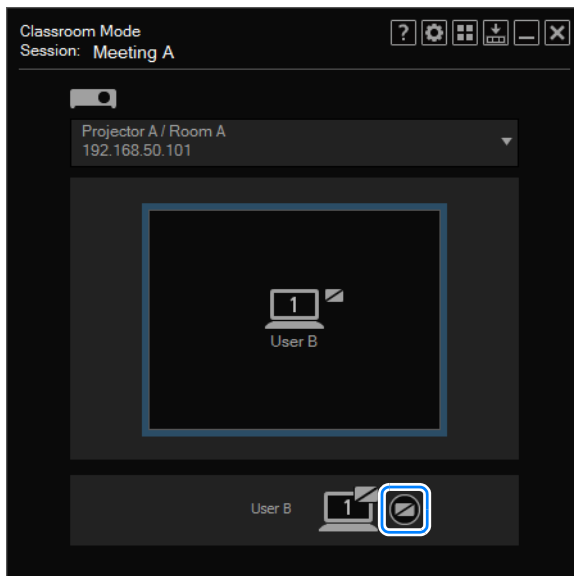 Classroom Mode
Session: Meeting A
?
Projector A / Room A
192.168.50.101
1
User B
User B
1